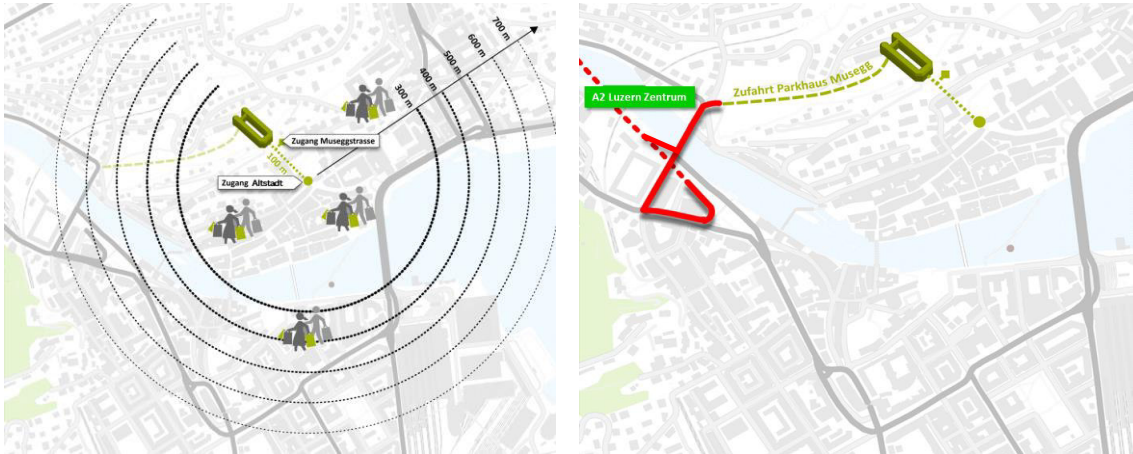 700 m
600 m
500 m
400 m
300 m
Zugang Museggstrasse
100 m
Zugang Altstadt
A2 Luzern Zentrum
Zufahrt Parkhaus Musegg